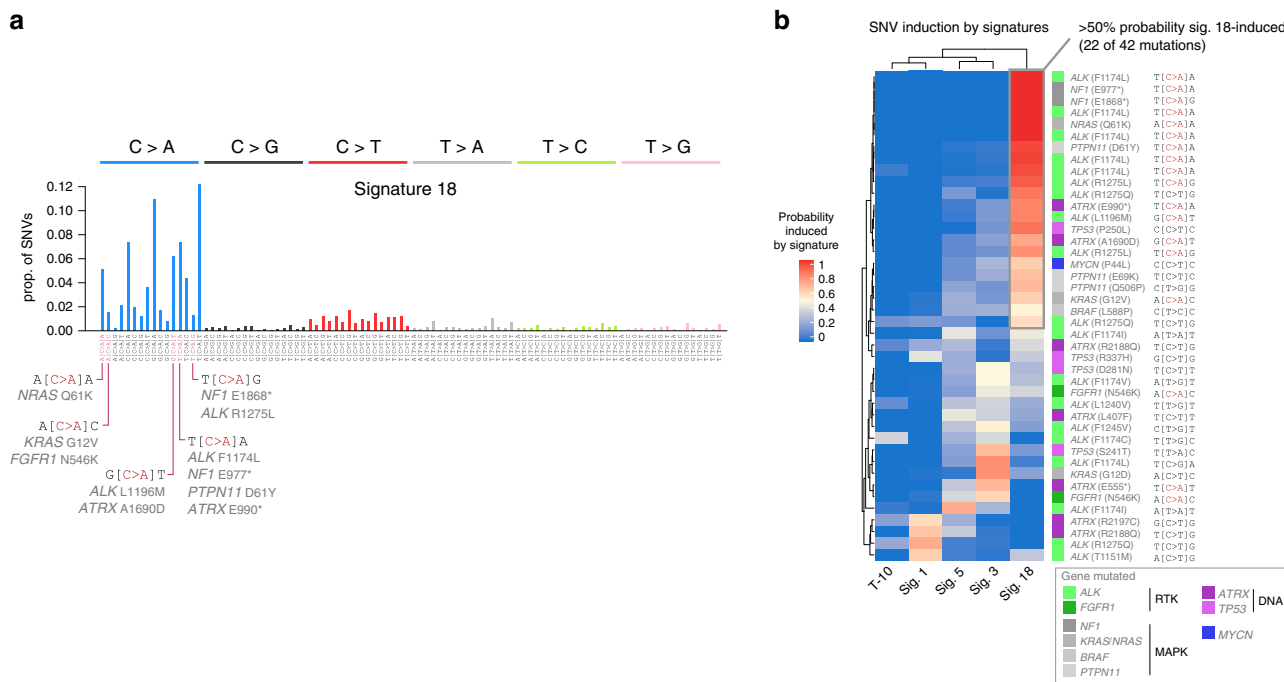 a
C > A
C > G
C > T
T > A
T > C
T > G
Signature 18
prop. of SNVs
0.12
0.10
0.08
0.06
0.04
0.02
0.00
A[C>A]A
NRAS Q61K
T[C>A]G
NF1 E1868*
ALK R1275L
A[C>A]C
KRAS G12V
FGFR1 N546K
T[C>A]A
ALK F1174L
NF1 E977*
PTPN11 D61Y
ATRX E990*
G[C>A]T
ALK L1196M
ATRX A1690D
b
SNV induction by signatures
>50% probability sig. 18-induced
(22 of 42 mutations)
Probability
induced
by signature
1
0.8
0.6
0.4
0.2
0
ALK (F1174L) T[C>A]A
NF1 (E977*) T[C>A]A
NF1 (E1868*) T[C>A]G
ALK (F1174L) T[C>A]A
NRAS (Q61K) A[C>A]A
ALK (F1174L) T[C>A]A
PTPN11 (D61Y) T[C>A]A
ALK (F1174L) T[C>A]A
ALK (F1174L) T[C>A]A
ALK (R1275L) T[C>A]G
ALK (R1275Q) T[C>T]G
ATRX (E990*) T[C>A]A
ALK (L1196M) G[C>A]T
TP53 (P250L) C[C>T]C
ATRX (A1690D) G[C>A]T
ALK (R1275L) T[C>A]G
MYCN (P44L) C[C>T]C
PTPN11 (E69K) T[C>T]C
PTPN11 (Q506P) C[T>G]G
KRAS (G12V) A[C>A]C
BRAF (L588P) C[T>C]T
ALK (R1275Q) T[C>T]G
ALK (F1174I) A[T>A]T
ATRX (R2188Q) T[C>T]G
TP53 (R337H) G[C>T]G
TP53 (D281N) T[C>T]T
ALK (F1174V) A[T>G]T
FGFR1 (N546K) A[C>A]C
ALK (L1240V) T[T>G]T
ATRX (L407F) T[C>T]T
ALK (F1245V) C[T>G]T
ALK (F1174C) T[T>G]C
TP53 (S241T) T[T>A]C
ALK (F1174L) T[C>G]A
KRAS (G12D) A[C>T]C
ATRX (E555*) T[C>A]T
FGFR1 (N546K) A[C>A]C
ALK (F1174I) A[T>A]T
ATRX (R2197C) G[C>T]G
ATRX (R2188Q) T[C>T]G
ALK (R1275Q) T[C>T]G
ALK (T1151M) A[C>T]G
T-10
Sig. 1
Sig. 5
Sig. 3
Sig. 18
Gene mutated
ALK
FGFR1
RTK
NF1
KRAS/NRAS
BRAF
PTPN11
MAPK
ATRX
TP53
DNA
MYCN